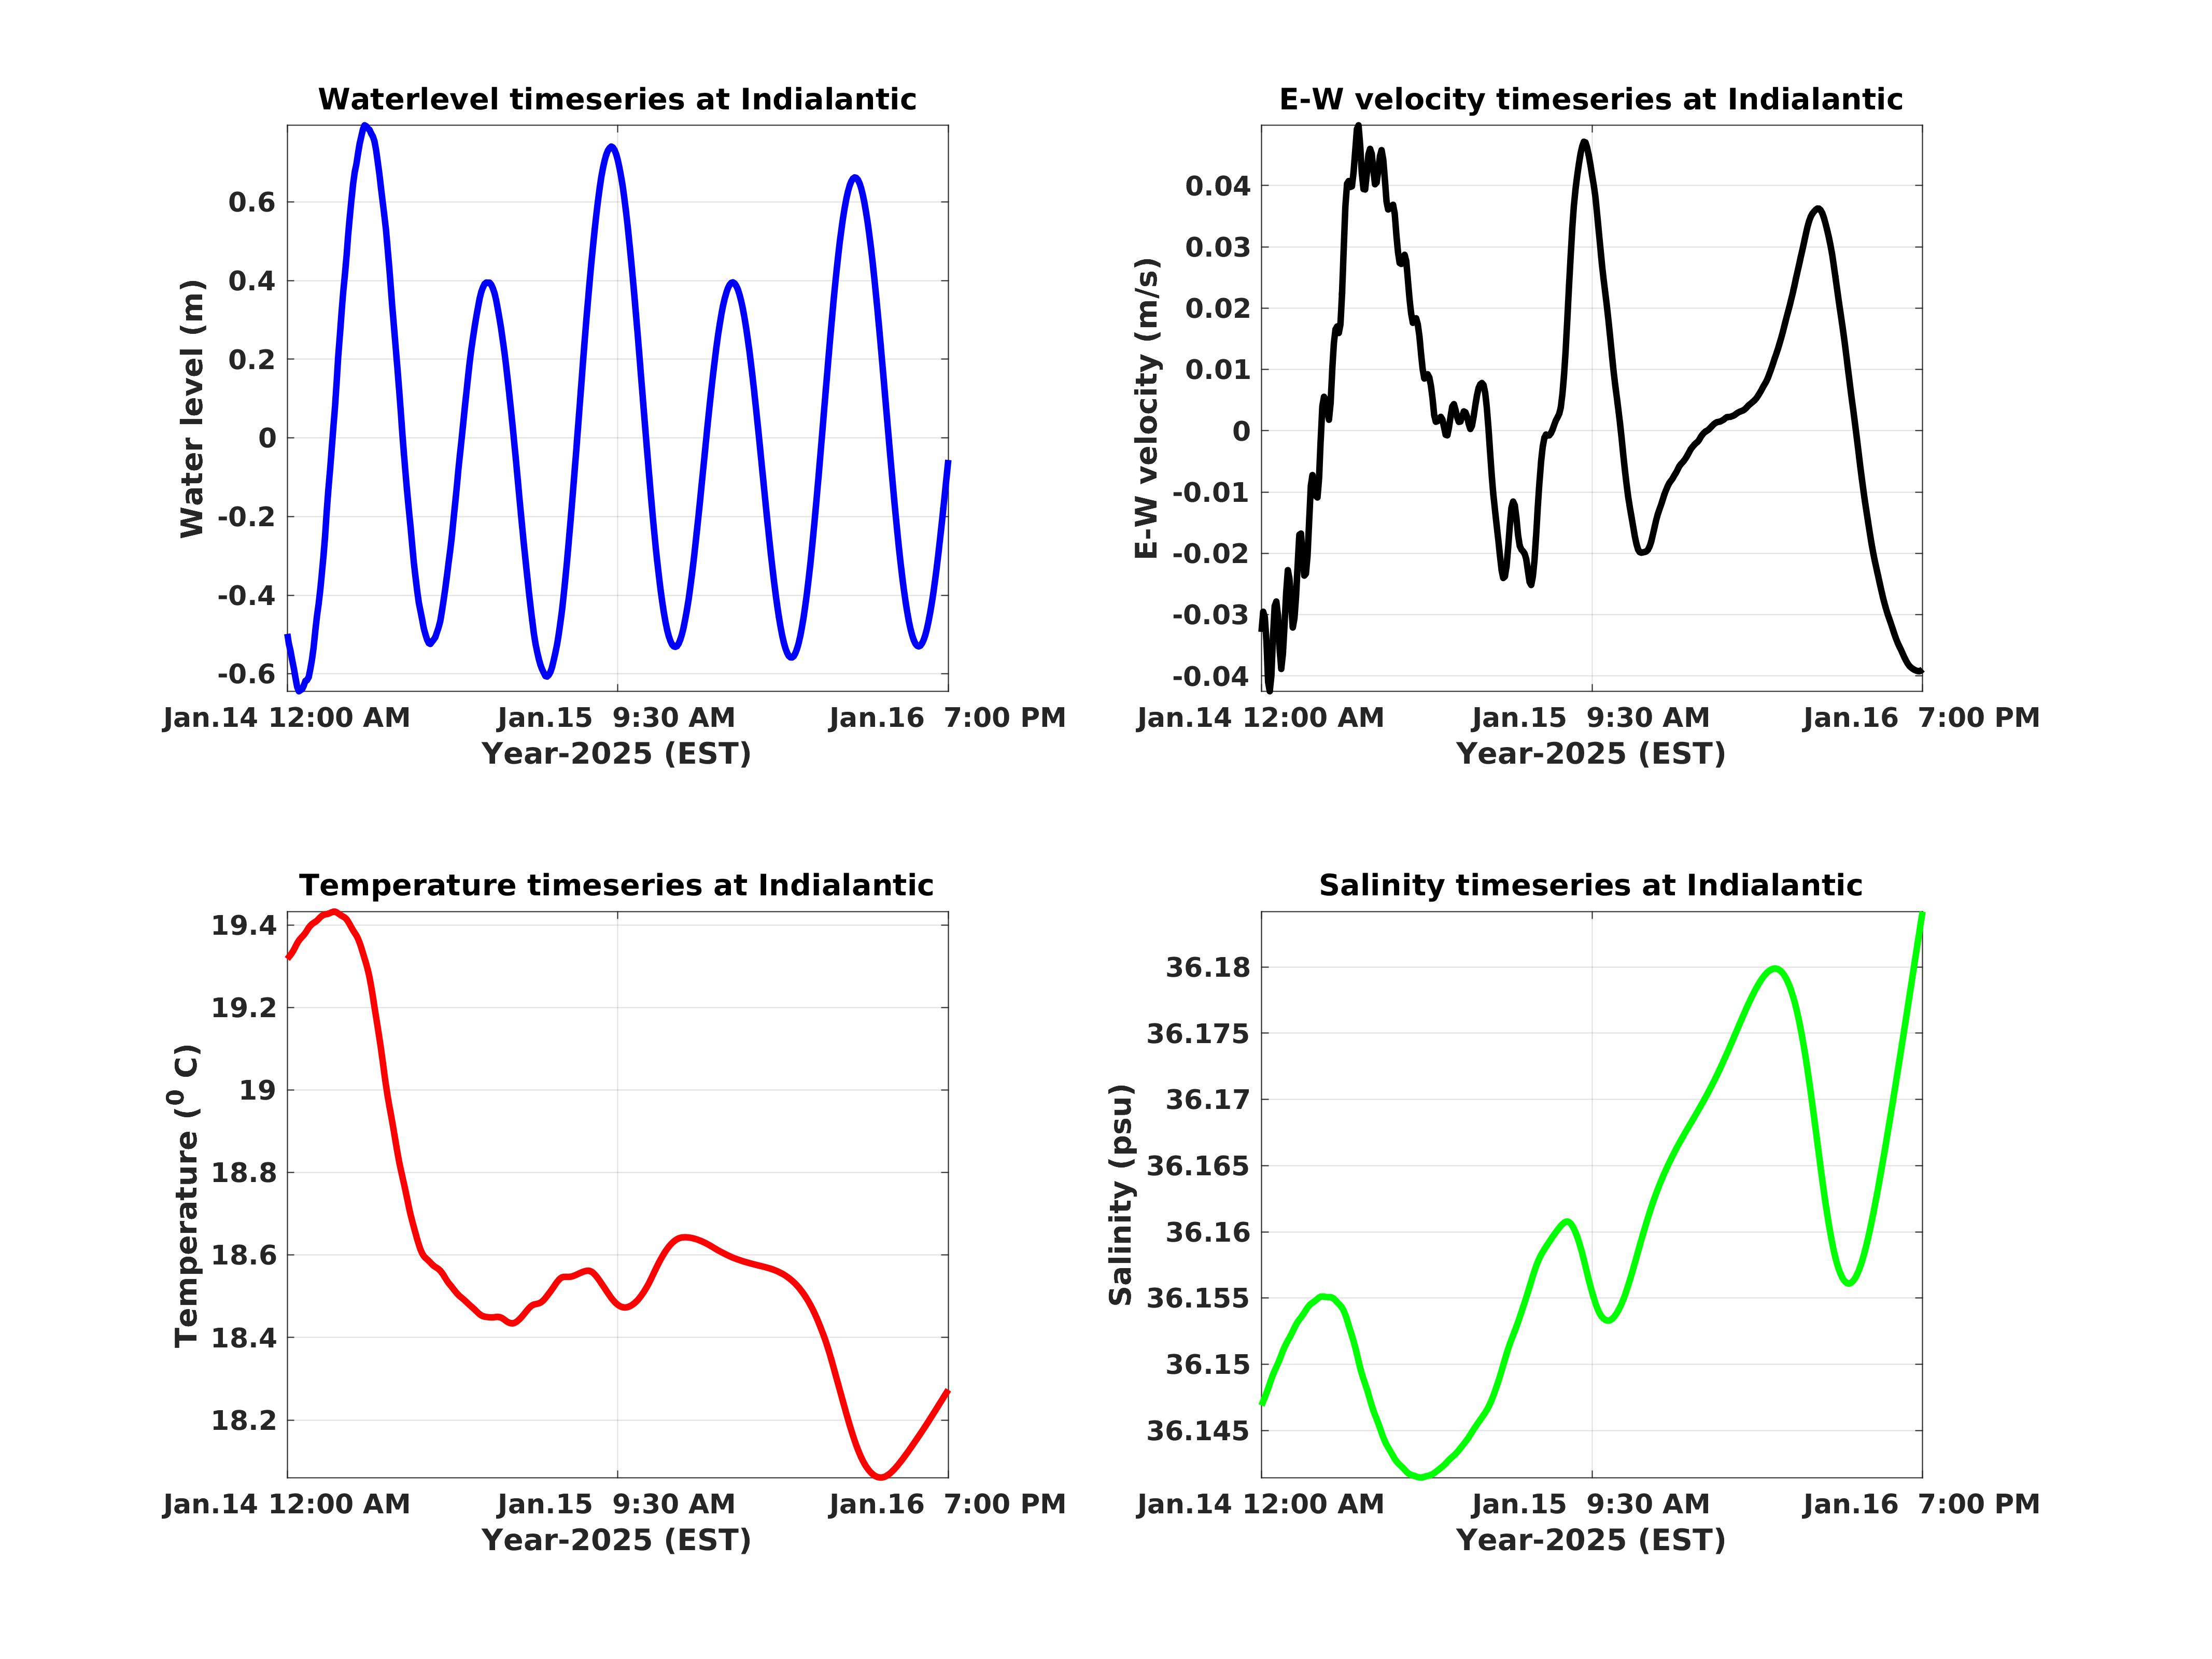 Waterlevel timeseries at Indialantic
Water level (m)
0.6
0.4
0.2
0
-0.2
-0.4
-0.6
Jan.14 12:00 AM Jan.15  9:30 AM Jan.16  7:00 PM
Year-2025 (EST)
E-W velocity timeseries at Indialantic
E-W velocity (m/s)
0.04
0.03
0.02
0.01
0
-0.01
-0.02
-0.03
-0.04
Jan.14 12:00 AM Jan.15  9:30 AM Jan.16  7:00 PM
Year-2025 (EST)
Temperature timeseries at Indialantic
Temperature (⁰ C)
19.4
19.2
19
18.8
18.6
18.4
18.2
Jan.14 12:00 AM Jan.15  9:30 AM Jan.16  7:00 PM
Year-2025 (EST)
Salinity timeseries at Indialantic
Salinity (psu)
36.18
36.175
36.17
36.165
36.16
36.155
36.15
36.145
Jan.14 12:00 AM Jan.15  9:30 AM Jan.16  7:00 PM
Year-2025 (EST)